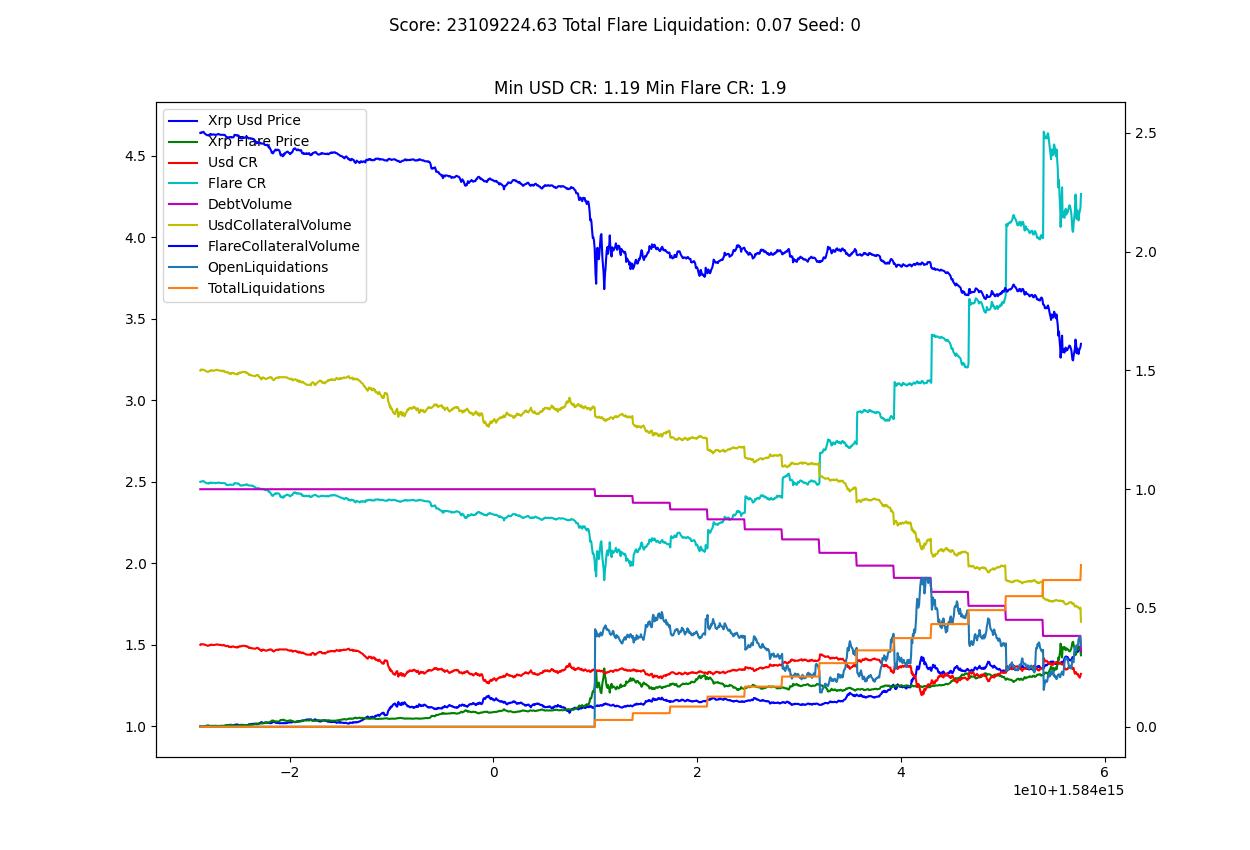 Score: 23109224.63 Total Flare Liquidation: 0.07 Seed: 0
Min USD CR: 1.19 Min Flare CR: 1.9
Xrp Usd Price
Xrp Flare Price
Usd CR
Flare CR
DebtVolume
UsdCollateralVolume
FlareCollateralVolume
OpenLiquidations
TotalLiquidations
4.5
4.0
3.5
3.0
2.5
2.0
1.5
1.0
2.5
2.0
1.5
1.0
0.5
0.0
−2 0 2 4 6
1e10+1.584e15